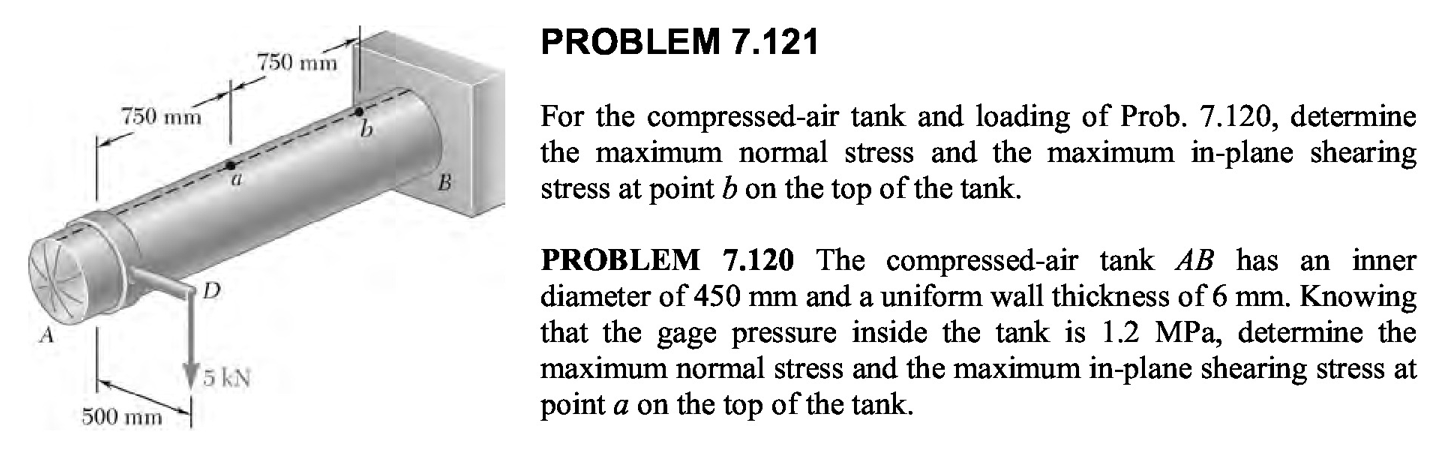 PROBLEM 7.121
For the compressed-air tank and loading of Prob. 7.120, determine
the maximum normal stress and the maximum in-plane shearing
stress at point b on the top of the tank.
PROBLEM 7.120 The compressed-air tank AB has an inner
diameter of 450 mm and a uniform wall thickness of 6 mm. Knowing
that the gage pressure inside the tank is 1.2 MPa, determine the
maximum normal stress and the maximum in-plane shearing stress at
point a on the top of the tank.
750 mm
750 mm
b
a
B
D
A
5 kN
500 mm